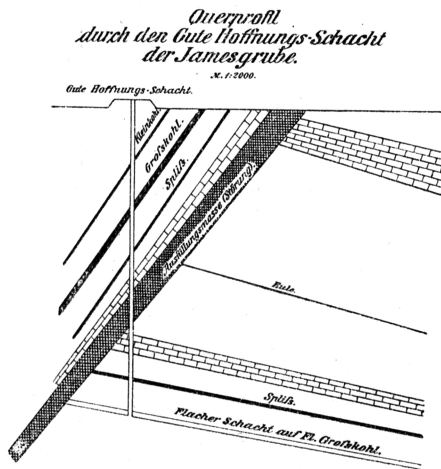 Querprofil
durch den Gute Hoffnungs-Schacht
der Jamesgrube.
M. 1:2000.
Gute Hoffnungs-Schacht.
Kleinkohl.
Großkohl.
Spliß.
Ausfüllungsmasse (Störung).
Eule.
Spliß.
Flacher Schacht auf Fl. Großkohl.